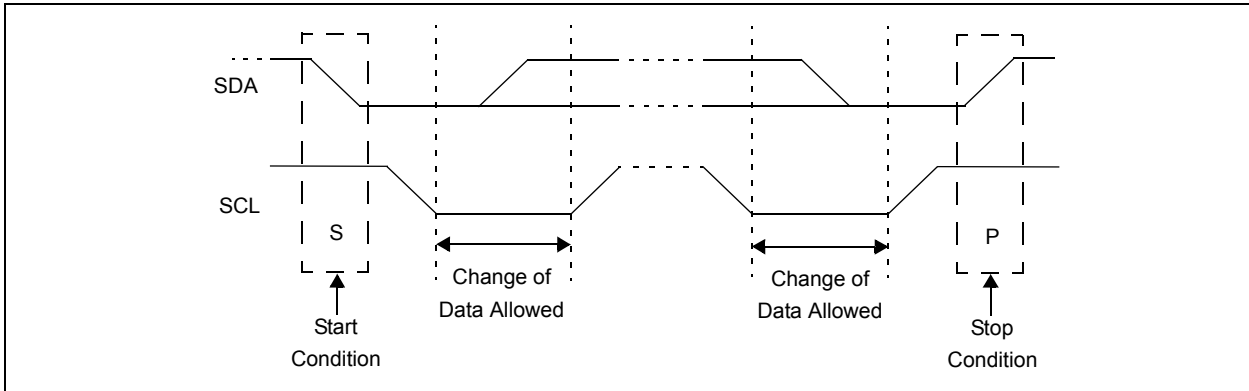 SDA
SCL
S
P
Change of
Data Allowed
Change of
Data Allowed
Start
Condition
Stop
Condition